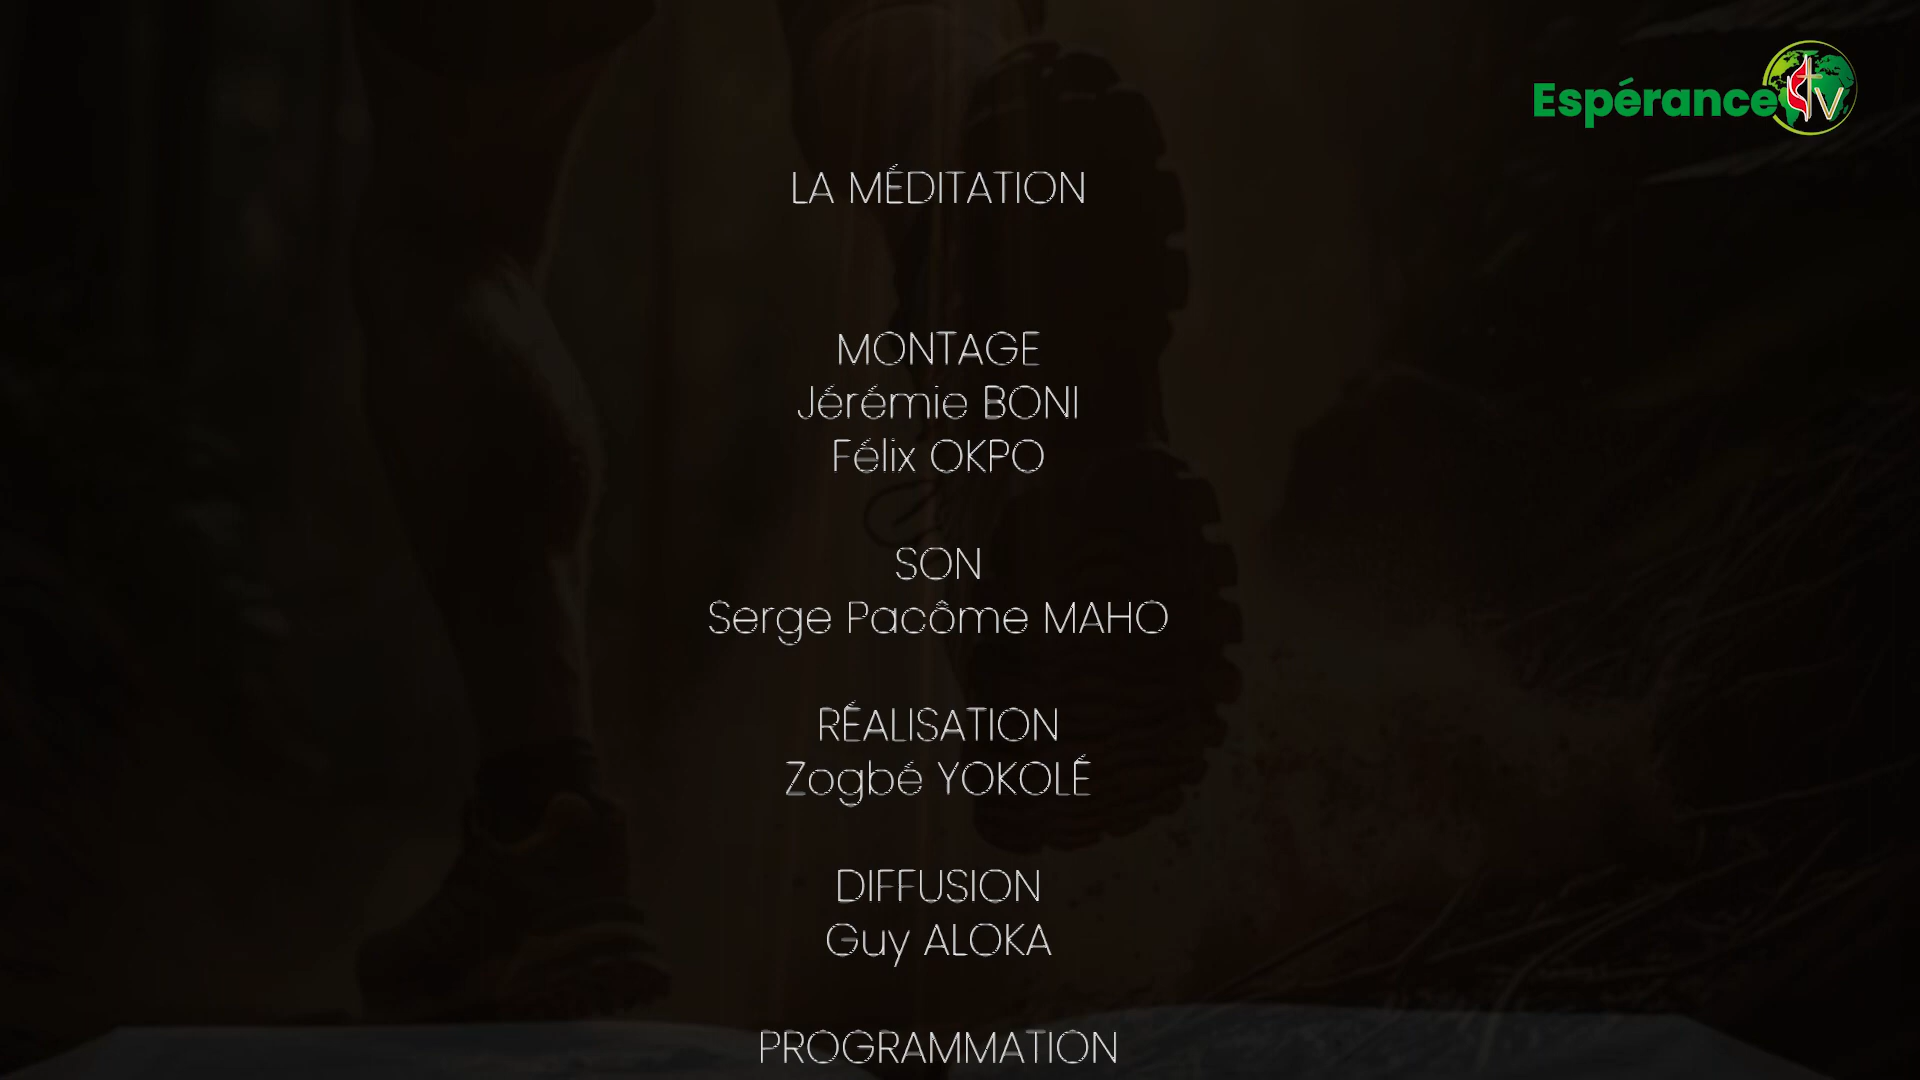 Espérance tv
LA MÉDITATION
MONTAGE
Jérémie BONI
Félix OKPO
SON
Serge Pacôme MAHO
RÉALISATION
Zogbé YOKOLÉ
DIFFUSION
Guy ALOKA
PROGRAMMATION